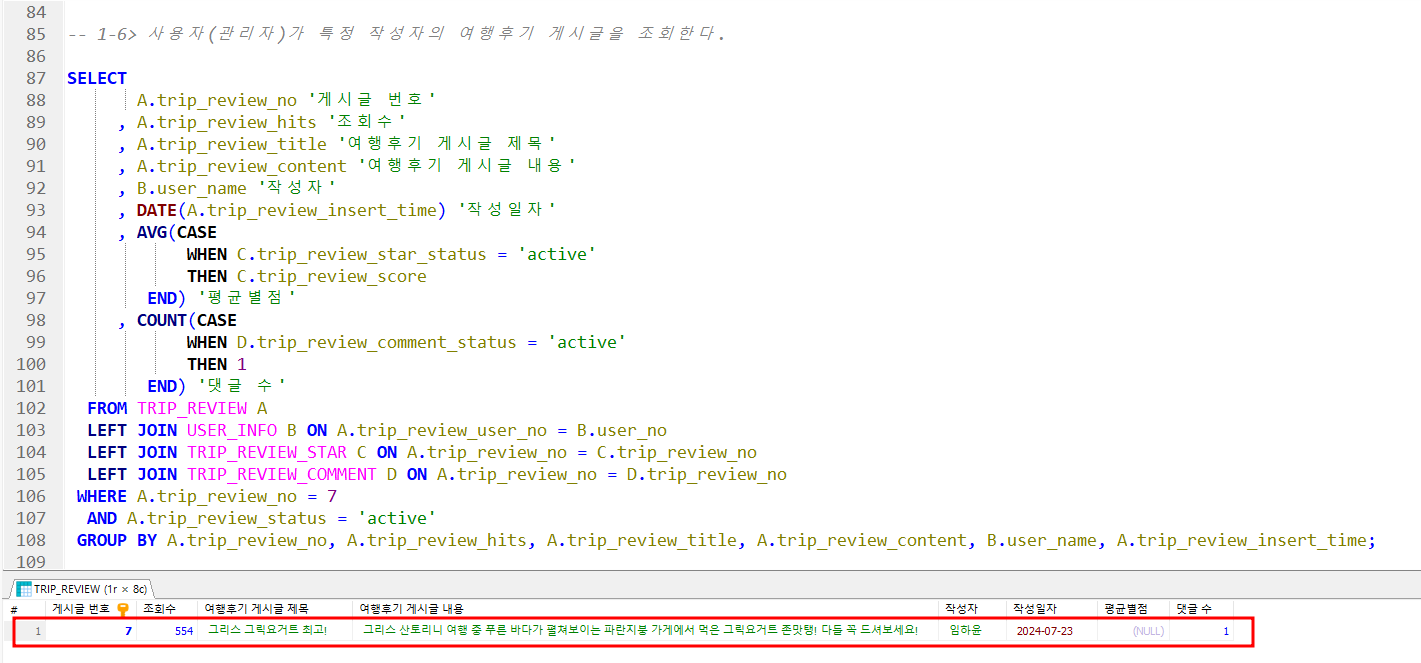 84
85 -- 1-6> 사용자(관리자)가 특정 작성자의 여행후기 게시글을 조회한다.
86
87 SELECT
88 A.trip_review_no '게시글 번호'
89 , A.trip_review_hits '조회수'
90 , A.trip_review_title '여행후기 게시글 제목'
91 , A.trip_review_content '여행후기 게시글 내용'
92 , B.user_name '작성자'
93 , DATE(A.trip_review_insert_time) '작성일자'
94 , AVG(CASE
95 WHEN C.trip_review_star_status = 'active'
96 THEN C.trip_review_score
97 END) '평균별점'
98 , COUNT(CASE
99 WHEN D.trip_review_comment_status = 'active'
100 THEN 1
101 END) '댓글 수'
102 FROM TRIP_REVIEW A
103 LEFT JOIN USER_INFO B ON A.trip_review_user_no = B.user_no
104 LEFT JOIN TRIP_REVIEW_STAR C ON A.trip_review_no = C.trip_review_no
105 LEFT JOIN TRIP_REVIEW_COMMENT D ON A.trip_review_no = D.trip_review_no
106 WHERE A.trip_review_no = 7
107 AND A.trip_review_status = 'active'
108 GROUP BY A.trip_review_no, A.trip_review_hits, A.trip_review_title, A.trip_review_content, B.user_name, A.trip_review_insert_time;
109
TRIP_REVIEW (1r × 8c)
# 게시글 번호 조회수 여행후기 게시글 제목 여행후기 게시글 내용 작성자 작성일자 평균별점 댓글 수
1 7 554 그리스 그릭요거트 최고! 그리스 산토리니 여행 중 푸른 바다가 펼쳐보이는 파란지붕 가게에서 먹은 그릭요거트 존맛탱! 다들 꼭 드셔보세요! 임하윤 2024-07-23 (NULL) 1